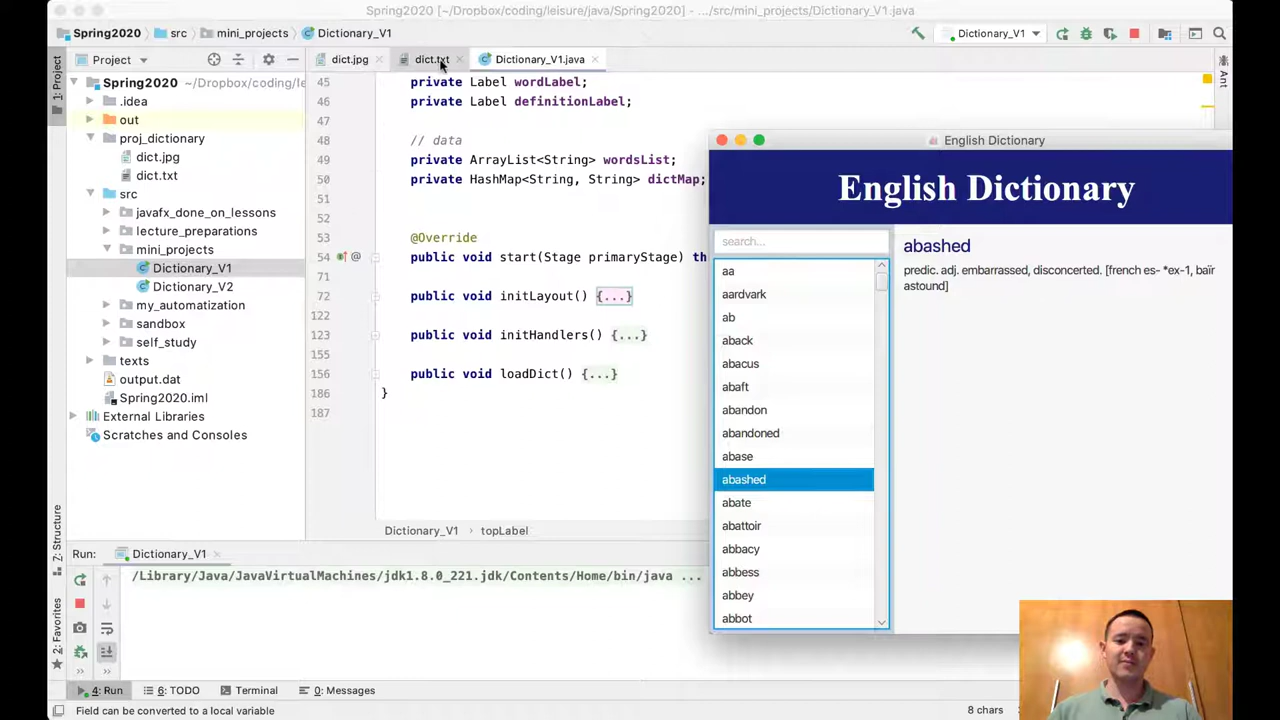 Spring2020 [~/Dropbox/coding/leisure/java/Spring2020] - .../src/mini_projects/Dictionary_V1.java
Spring2020 src mini_projects Dictionary_V1 Dictionary_V1
1: Project
Project
dict.jpg dict.txt Dictionary_V1.java
Ant
Spring2020 ~/Dropbox/coding/le
.idea
out
proj_dictionary
dict.jpg
dict.txt
src
javafx_done_on_lessons
lecture_preparations
mini_projects
Dictionary_V1
Dictionary_V2
my_automatization
sandbox
self_study
texts
output.dat
Spring2020.iml
External Libraries
Scratches and Consoles
45 private Label wordLabel;
46 private Label definitionLabel;
47
48 // data
49 private ArrayList<String> wordsList;
50 private HashMap<String, String> dictMap;
51
52
53 @Override
54 public void start(Stage primaryStage) th
71
72 public void initLayout() {...}
122
123 public void initHandlers() {...}
155
156 public void loadDict() {...}
186 }
187
Dictionary_V1 topLabel
English Dictionary
English Dictionary
search...
aa
aardvark
ab
aback
abacus
abaft
abandon
abandoned
abase
abashed
abate
abattoir
abbacy
abbess
abbey
abbot
abashed
predic. adj. embarrassed, disconcerted. [french es- *ex-1, baïr
astound]
7: Structure
2: Favorites
Run: Dictionary_V1
/Library/Java/JavaVirtualMachines/jdk1.8.0_221.jdk/Contents/Home/bin/java ...
4: Run 6: TODO Terminal 0: Messages
Field can be converted to a local variable 8 chars